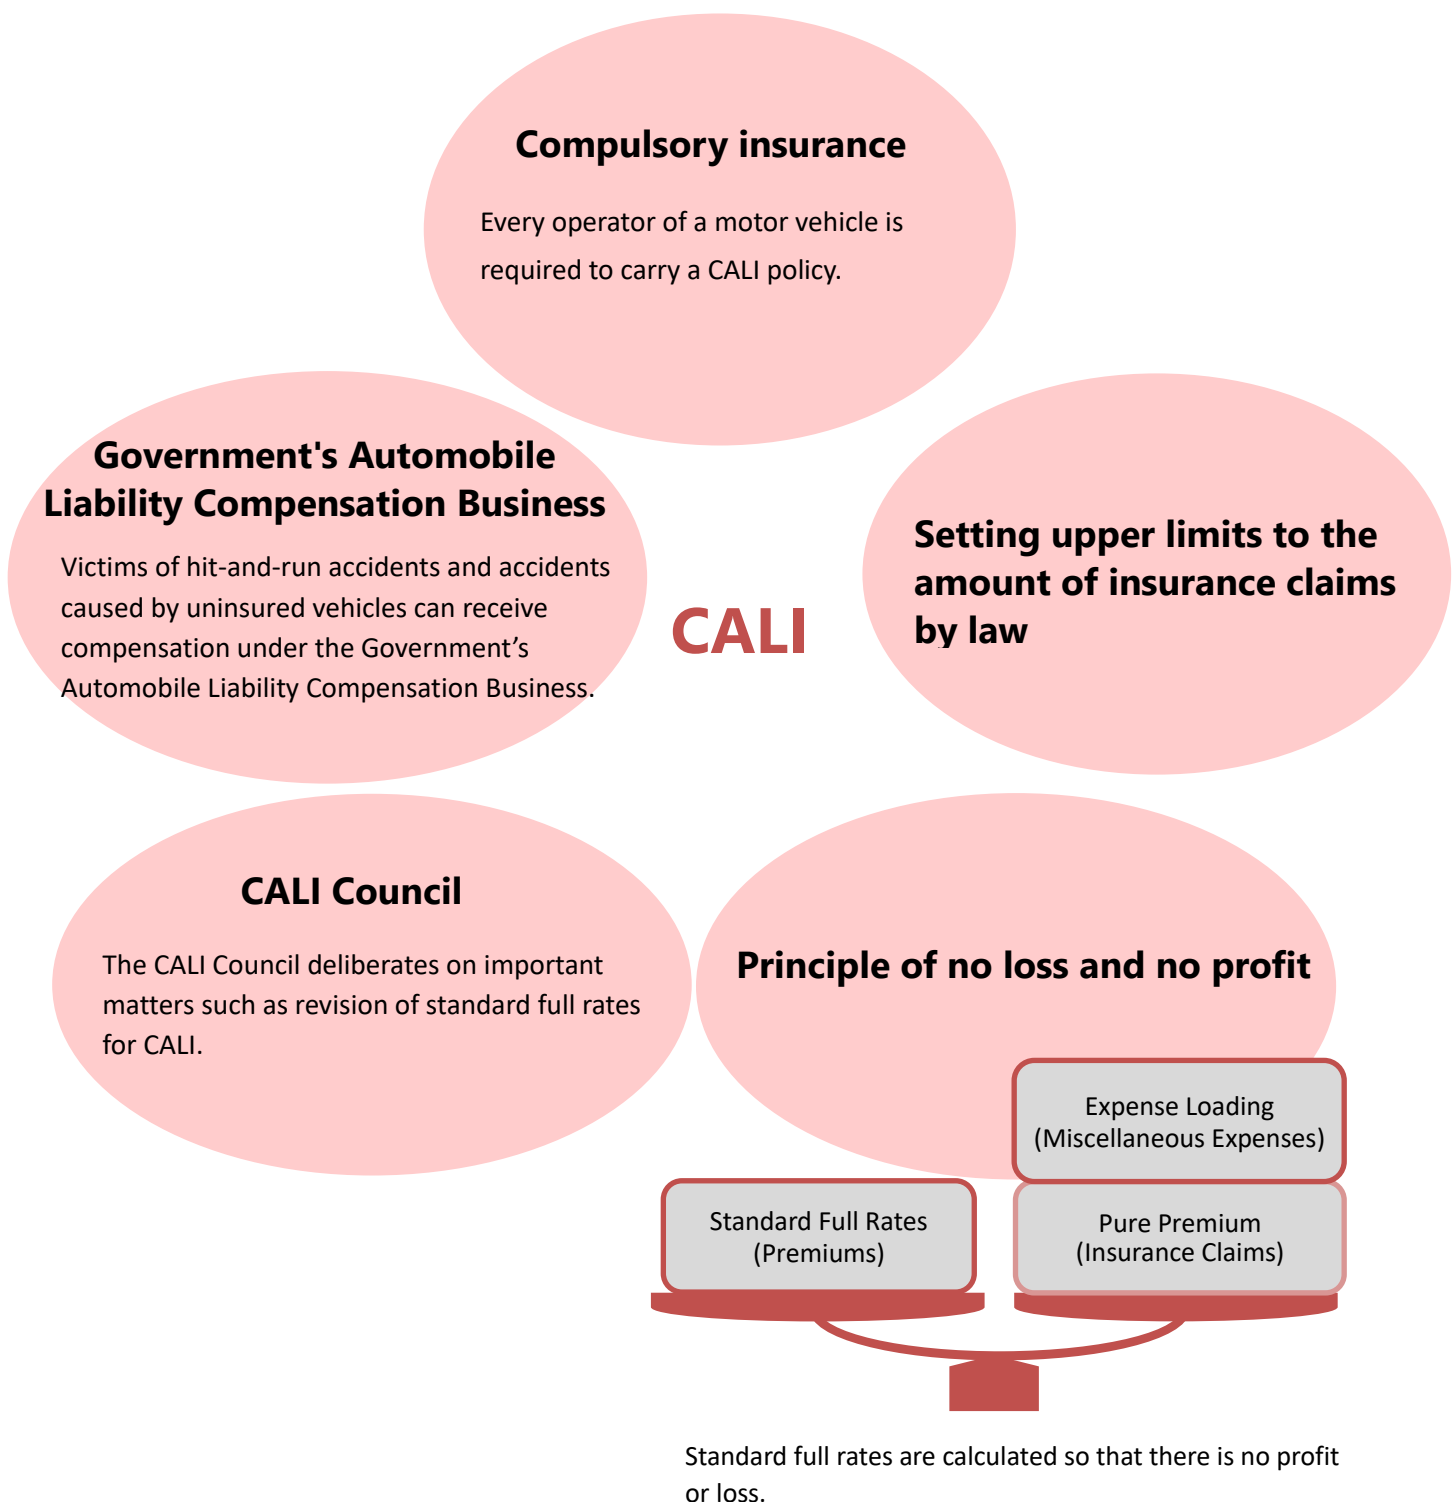 Compulsory insurance
Every operator of a motor vehicle is
required to carry a CALI policy.
Government's Automobile
Liability Compensation Business
Victims of hit-and-run accidents and accidents
caused by uninsured vehicles can receive
compensation under the Government’s
Automobile Liability Compensation Business.
CALI
Setting upper limits to the
amount of insurance claims
by law
CALI Council
The CALI Council deliberates on important
matters such as revision of standard full rates
for CALI.
Principle of no loss and no profit
Expense Loading
(Miscellaneous Expenses)
Standard Full Rates
(Premiums)
Pure Premium
(Insurance Claims)
Standard full rates are calculated so that there is no profit
or loss.